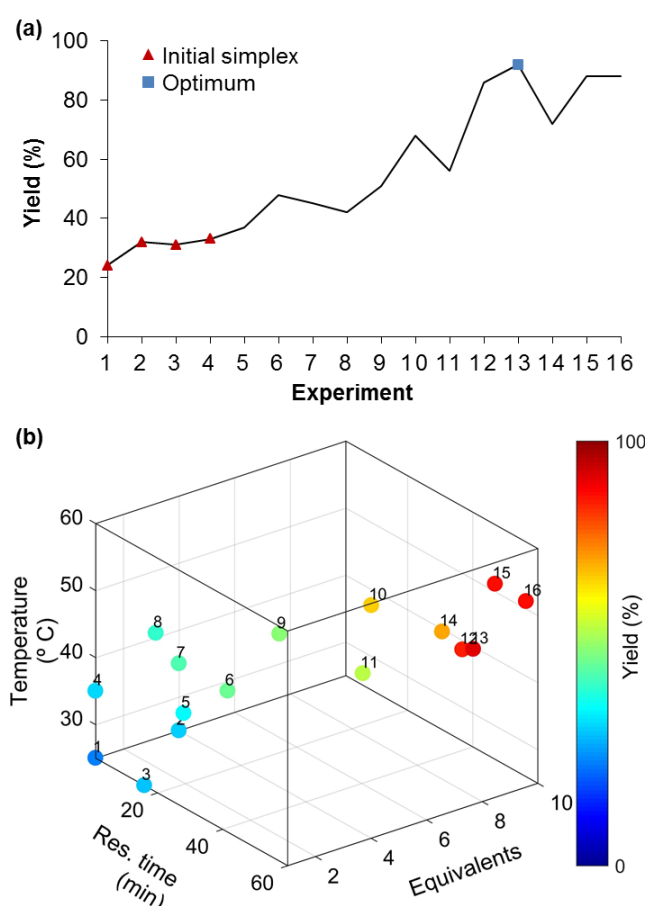 (a)
100
80
60
40
20
0
Yield (%)
Initial simplex
Optimum
1 2 3 4 5 6 7 8 9 10 11 12 13 14 15 16
Experiment
(b)
60
50
40
30
Temperature
(º C)
1
2
3
4
5
6
7
8
9
10
11
12
13
14
15
16
20
40
60
Res. time
(min)
2
4
6
8
10
Equivalents
100
0
Yield (%)